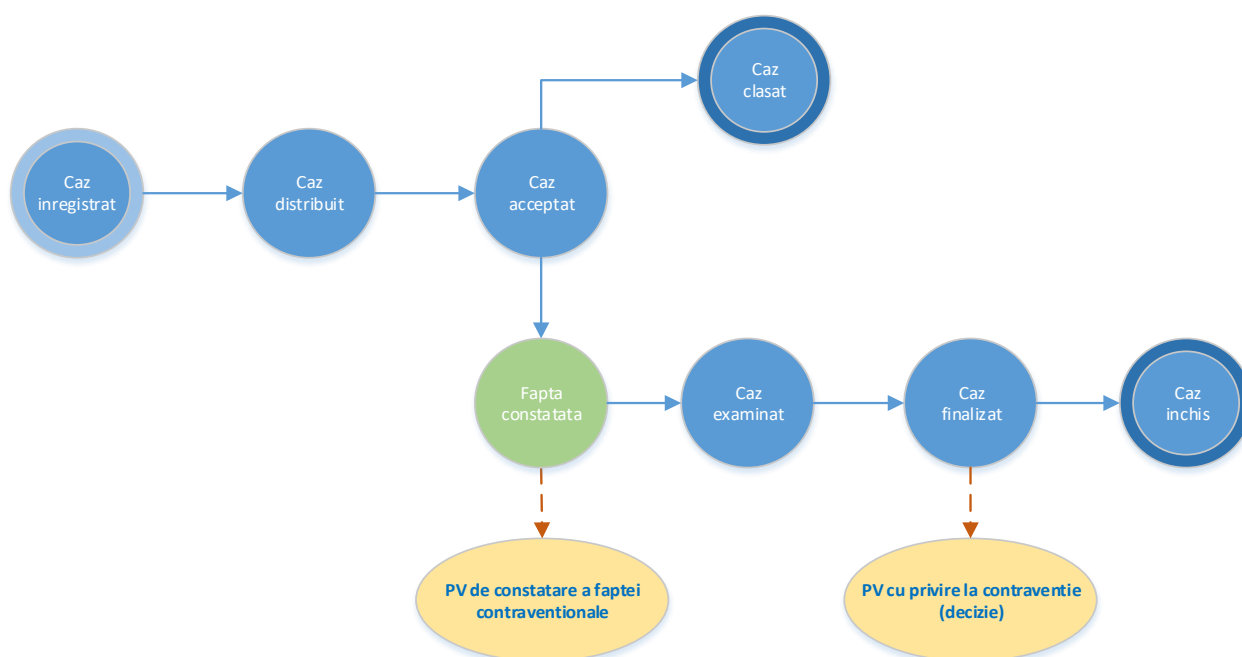 Caz
clasat
Caz
inregistrat
Caz
distribuit
Caz
acceptat
Fapta
constatata
Caz
examinat
Caz
finalizat
Caz
inchis
PV de constatare a faptei
contraventionale
PV cu privire la contraventie
(decizie)